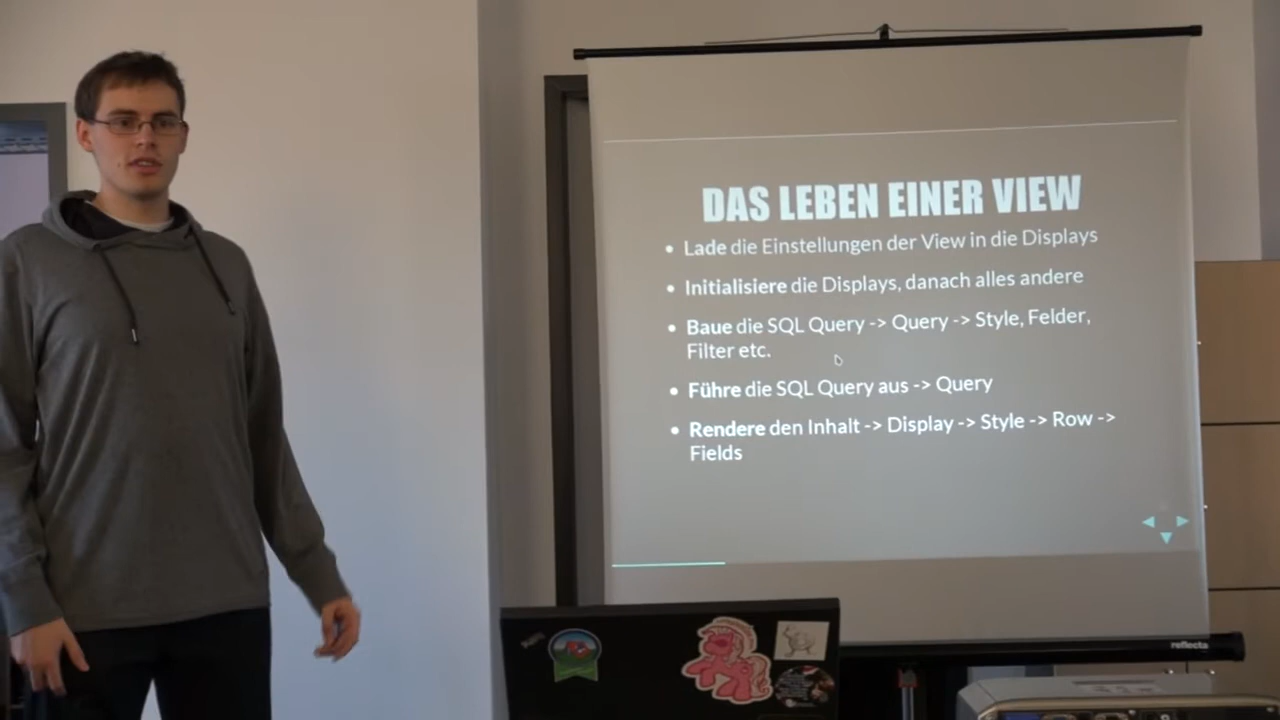 DAS LEBEN EINER VIEW
• Lade die Einstellungen der View in die Displays
• Initialisiere die Displays, danach alles andere
• Baue die SQL Query -> Query -> Style, Felder,
Filter etc.
• Führe die SQL Query aus -> Query
• Rendere den Inhalt -> Display -> Style -> Row ->
Fields
reflecta